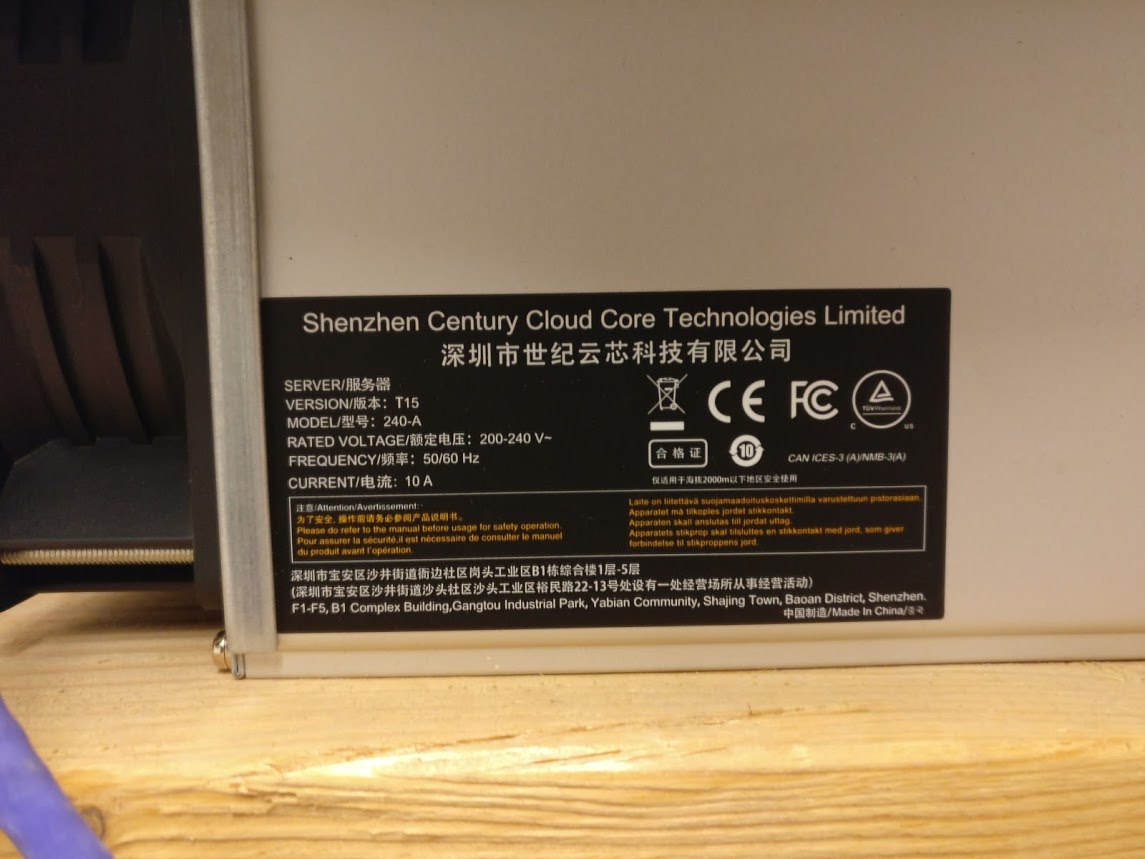 Shenzhen Century Cloud Core Technologies Limited
深圳市世纪云芯科技有限公司
SERVER/服务器
VERSION/版本：T15
MODEL/型号：240-A
RATED VOLTAGE/额定电压：200-240 V~
FREQUENCY/频率：50/60 Hz
CURRENT/电流：10 A
CE FC
TÜVRheinland
C US
合格证
10
CAN ICES-3 (A)/NMB-3(A)
仅适用于海拔2000m以下地区安全使用
注意/Attention/Avertissement:
为了安全，操作前请务必参阅产品说明书。
Please do refer to the manual before usage for safety operation.
Pour assurer la sécurité,il est nécessaire de consulter le manuel
du produit avant l'opération.
Laite on liitettävä suojamaadoituskoskettimilla varustettuun pistorasiaan.
Apparatet må tilkoples jordet stikkontakt.
Apparaten skall anslutas till jordat uttag.
Apparatets stikprop skal tilsluttes en stikkontakt med jord, som giver
forbindelse til stikproppens jord.
深圳市宝安区沙井街道衙边社区岗头工业区B1栋综合楼1层-5层
(深圳市宝安区沙井街道沙头社区沙头工业区裕民路22-13号处设有一处经营场所从事经营活动）
F1-F5, B1 Complex Building,Gangtou Industrial Park, Yabian Community, Shajing Town, Baoan District, Shenzhen.
中国制造/Made In China/중국